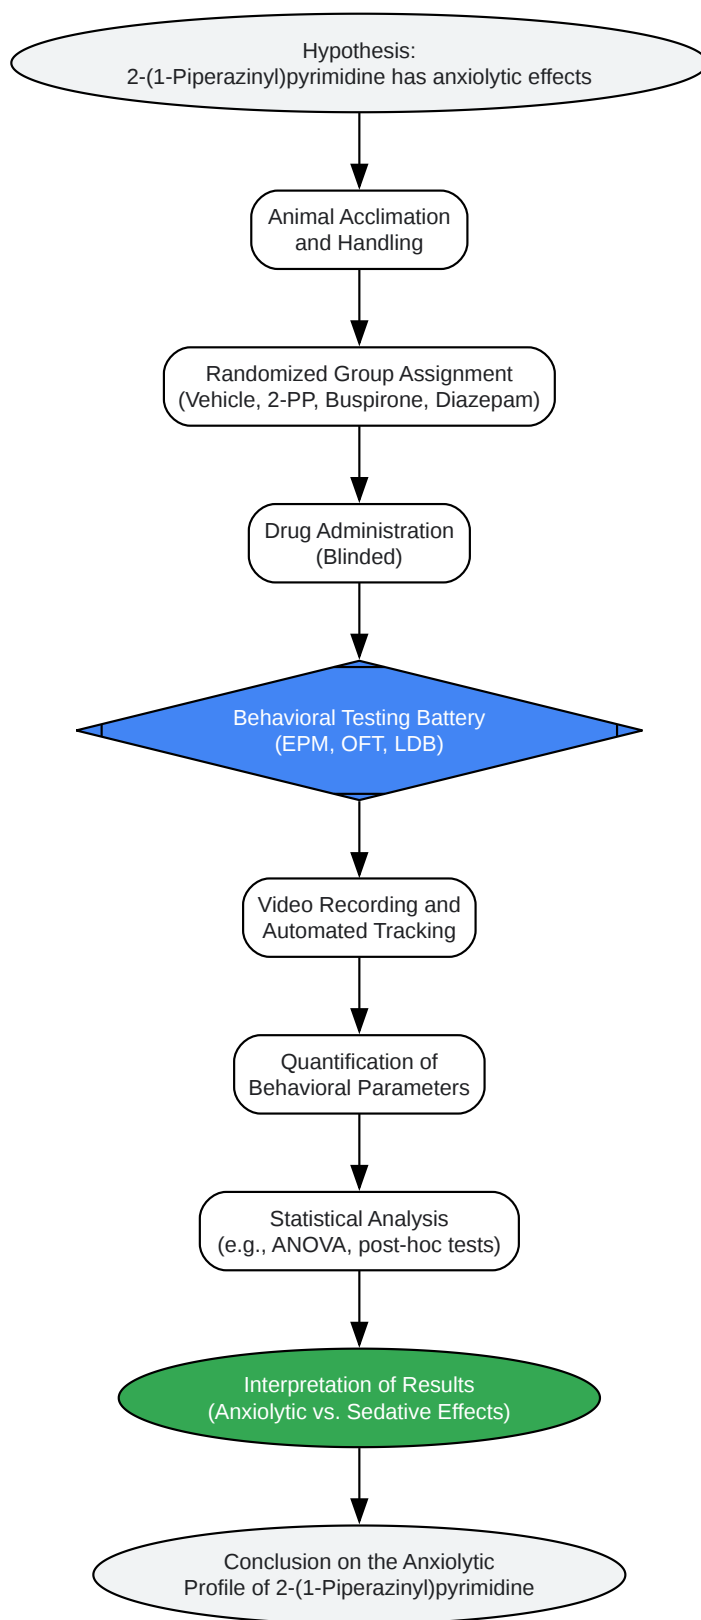 Hypothesis:
2-(1-Piperazinyl)pyrimidine has anxiolytic effects
Animal Acclimation
and Handling
Randomized Group Assignment
(Vehicle, 2-PP, Buspirone, Diazepam)
Drug Administration
(Blinded)
Behavioral Testing Battery
(EPM, OFT, LDB)
Video Recording and
Automated Tracking
Quantification of
Behavioral Parameters
Statistical Analysis
(e.g., ANOVA, post-hoc tests)
Interpretation of Results
(Anxiolytic vs. Sedative Effects)
Conclusion on the Anxiolytic
Profile of 2-(1-Piperazinyl)pyrimidine